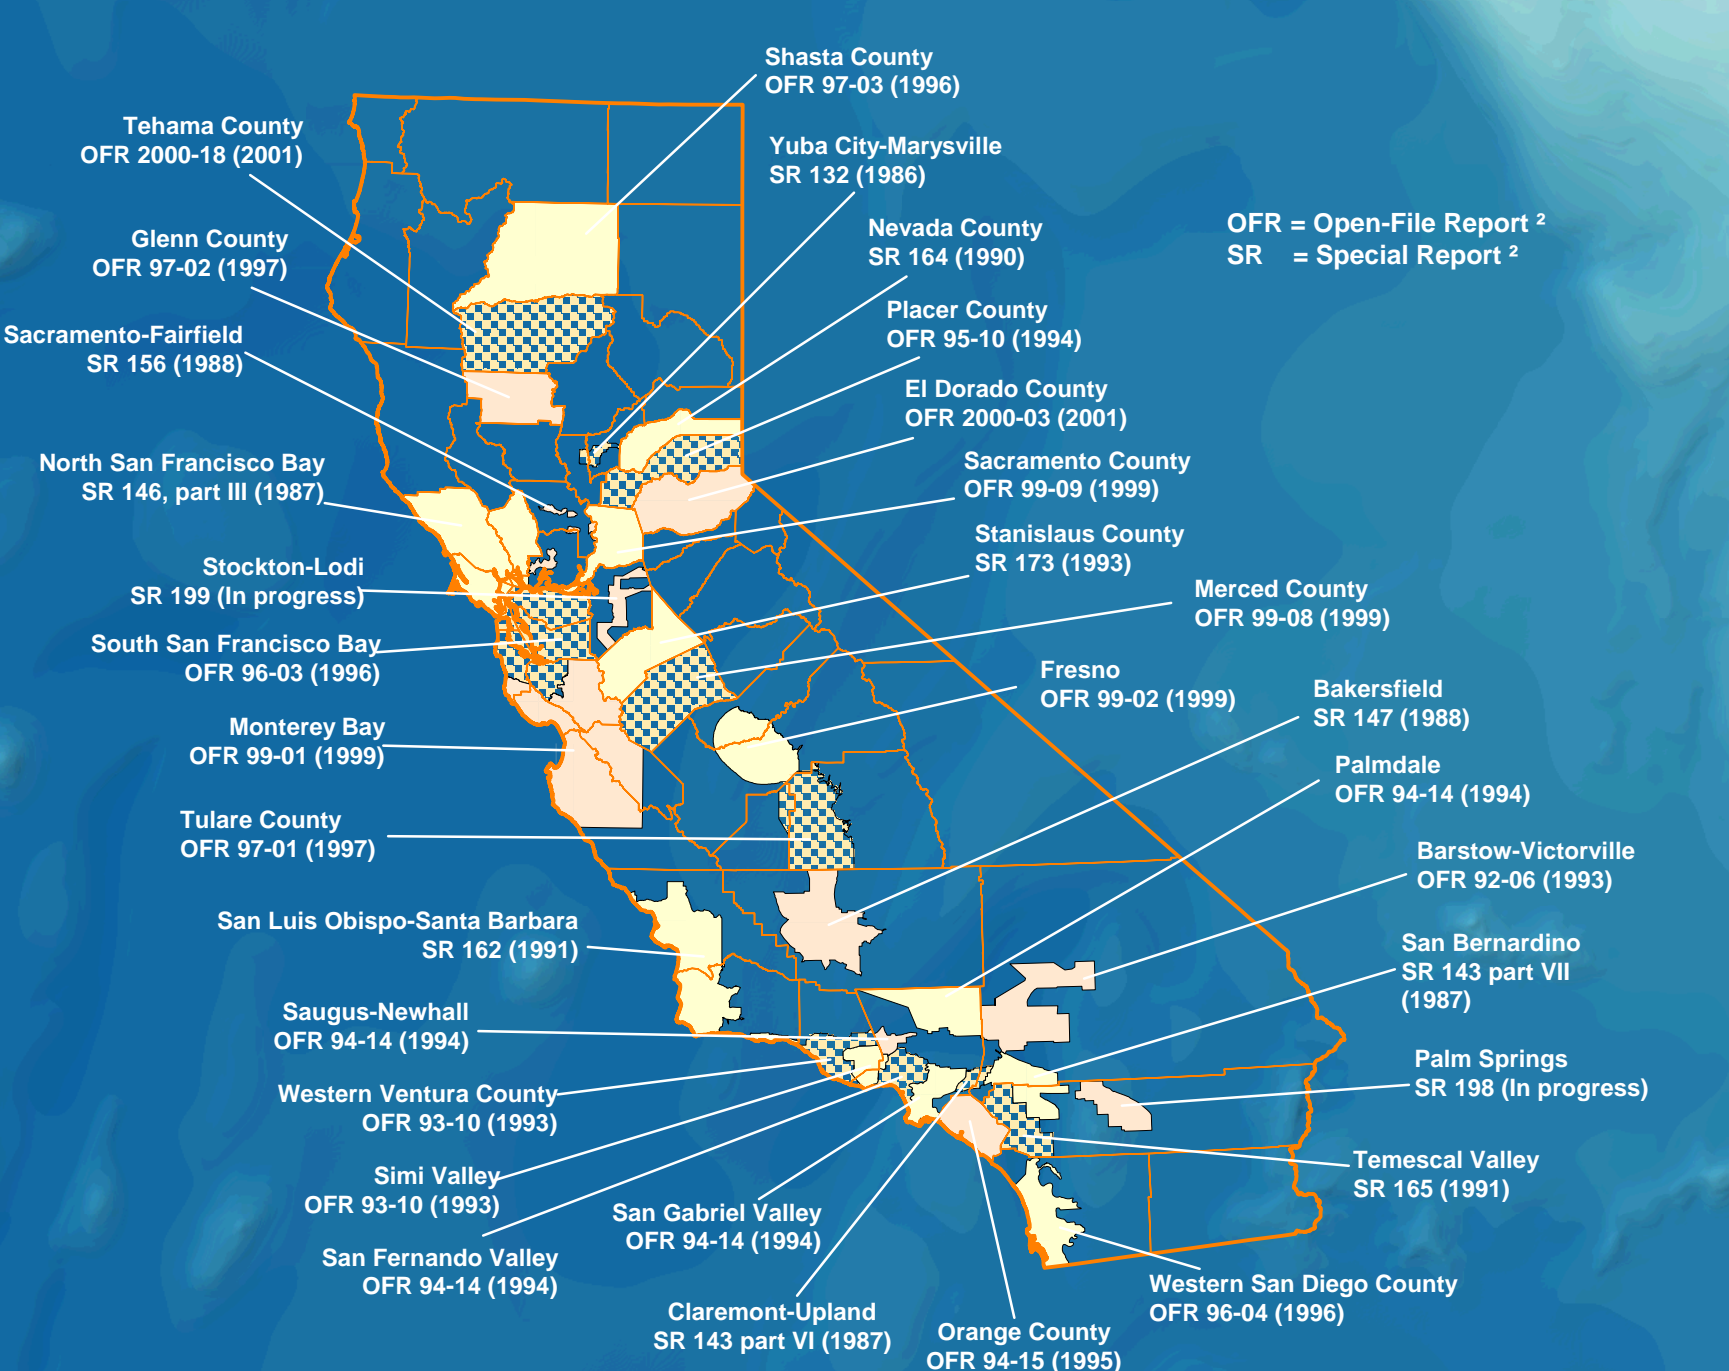 Shasta County
OFR 97-03 (1996)
Tehama County
OFR 2000-18 (2001)
Yuba City-Marysville
SR 132 (1986)
Glenn County
OFR 97-02 (1997)
Nevada County
SR 164 (1990)
OFR = Open-File Report ²
SR = Special Report ²
Sacramento-Fairfield
SR 156 (1988)
Placer County
OFR 95-10 (1994)
El Dorado County
OFR 2000-03 (2001)
North San Francisco Bay
SR 146, part III (1987)
Sacramento County
OFR 99-09 (1999)
Stanislaus County
SR 173 (1993)
Stockton-Lodi
SR 199 (In progress)
Merced County
OFR 99-08 (1999)
South San Francisco Bay
OFR 96-03 (1996)
Fresno
OFR 99-02 (1999)
Bakersfield
SR 147 (1988)
Monterey Bay
OFR 99-01 (1999)
Palmdale
OFR 94-14 (1994)
Tulare County
OFR 97-01 (1997)
Barstow-Victorville
OFR 92-06 (1993)
San Luis Obispo-Santa Barbara
SR 162 (1991)
San Bernardino
SR 143 part VII
(1987)
Saugus-Newhall
OFR 94-14 (1994)
Palm Springs
SR 198 (In progress)
Western Ventura County
OFR 93-10 (1993)
Simi Valley
OFR 93-10 (1993)
Temescal Valley
SR 165 (1991)
San Gabriel Valley
OFR 94-14 (1994)
San Fernando Valley
OFR 94-14 (1994)
Western San Diego County
OFR 96-04 (1996)
Claremont-Upland
SR 143 part VI (1987)
Orange County
OFR 94-15 (1995)